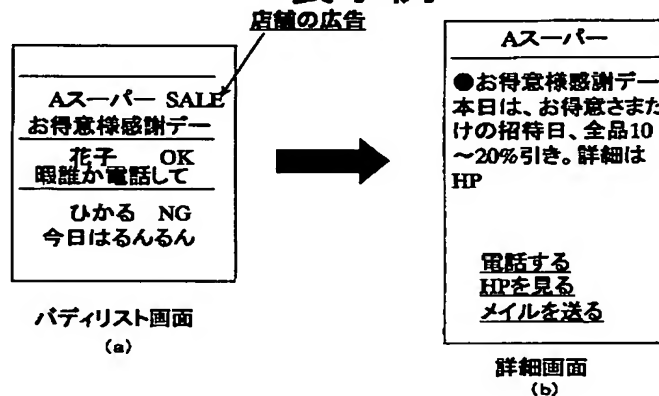 店舗の広告
Aスーパー SALE
お得意様感謝デー
花子 OK
暇誰か電話して
ひかる NG
今日はるんるん
バディリスト画面
(a)
Aスーパー
●お得意様感謝デー
本日は、お得意さまだ
けの招待日、全品10
～20%引き。詳細は
HP
電話する
HPを見る
メイルを送る
詳細画面
(b)